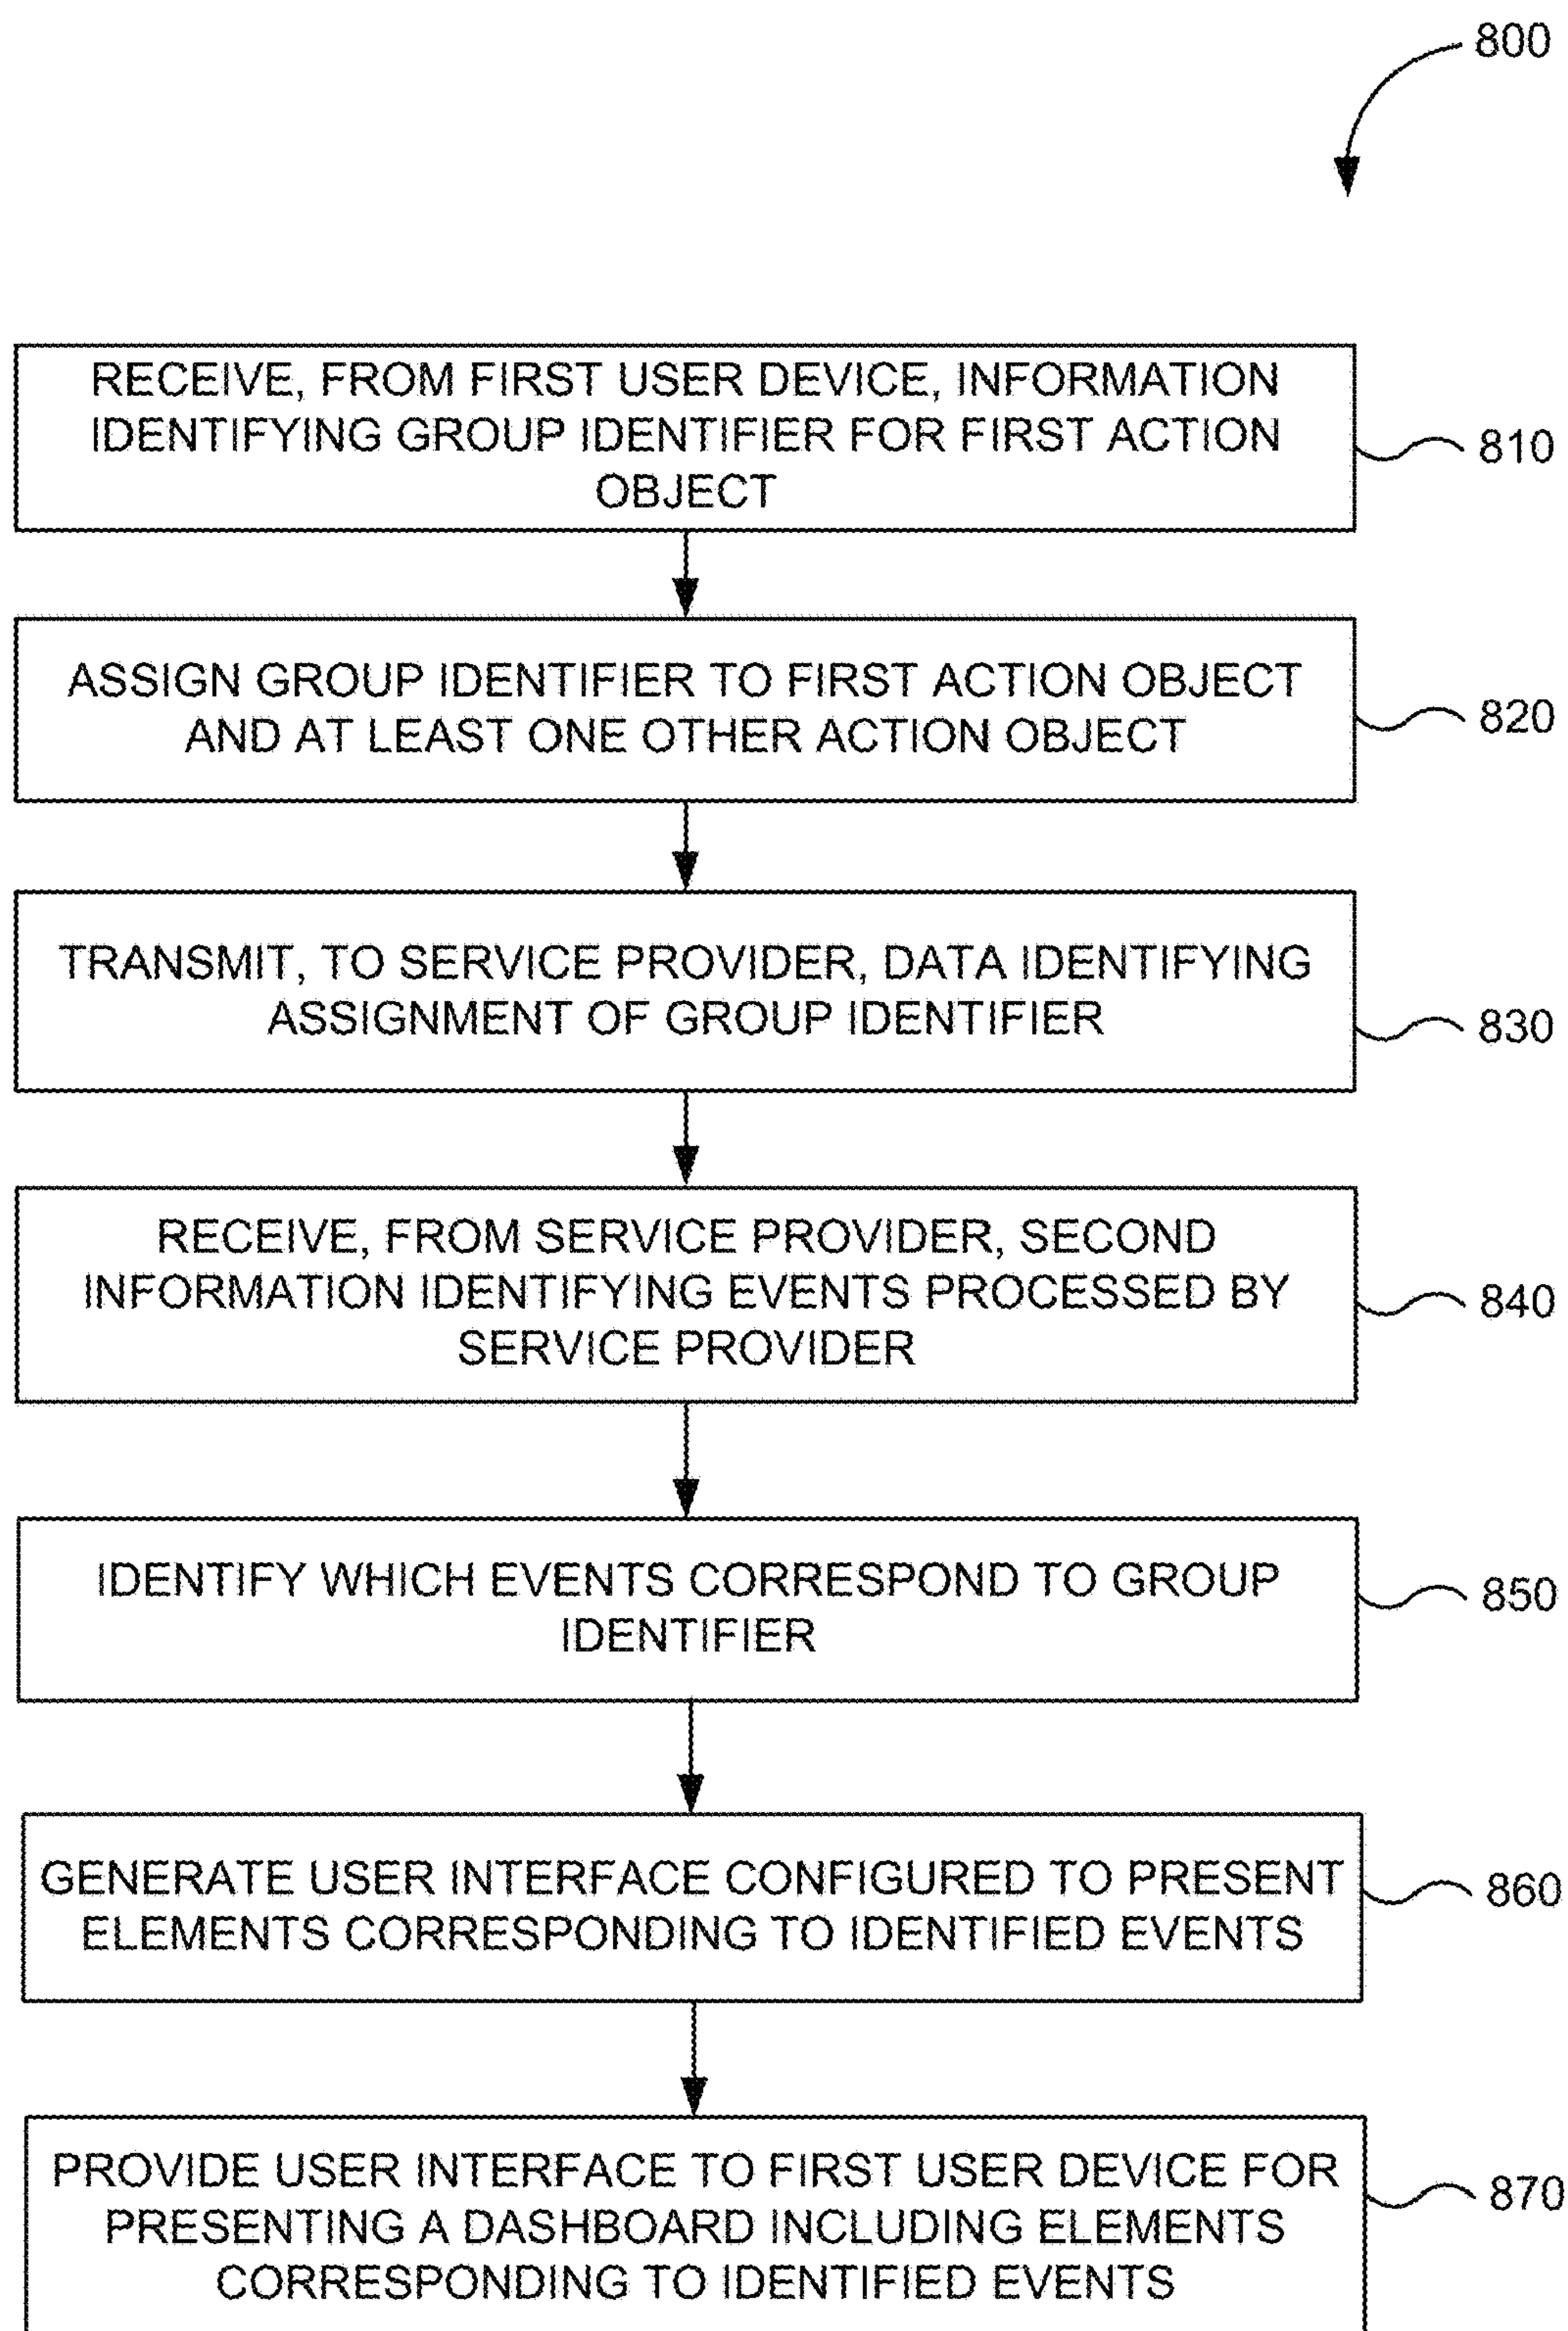 800
RECEIVE, FROM FIRST USER DEVICE, INFORMATION
IDENTIFYING GROUP IDENTIFIER FOR FIRST ACTION
OBJECT
810
ASSIGN GROUP IDENTIFIER TO FIRST ACTION OBJECT
AND AT LEAST ONE OTHER ACTION OBJECT
820
TRANSMIT, TO SERVICE PROVIDER, DATA IDENTIFYING
ASSIGNMENT OF GROUP IDENTIFIER
830
RECEIVE, FROM SERVICE PROVIDER, SECOND
INFORMATION IDENTIFYING EVENTS PROCESSED BY
SERVICE PROVIDER
840
IDENTIFY WHICH EVENTS CORRESPOND TO GROUP
IDENTIFIER
850
GENERATE USER INTERFACE CONFIGURED TO PRESENT
ELEMENTS CORRESPONDING TO IDENTIFIED EVENTS
860
PROVIDE USER INTERFACE TO FIRST USER DEVICE FOR
PRESENTING A DASHBOARD INCLUDING ELEMENTS
CORRESPONDING TO IDENTIFIED EVENTS
870